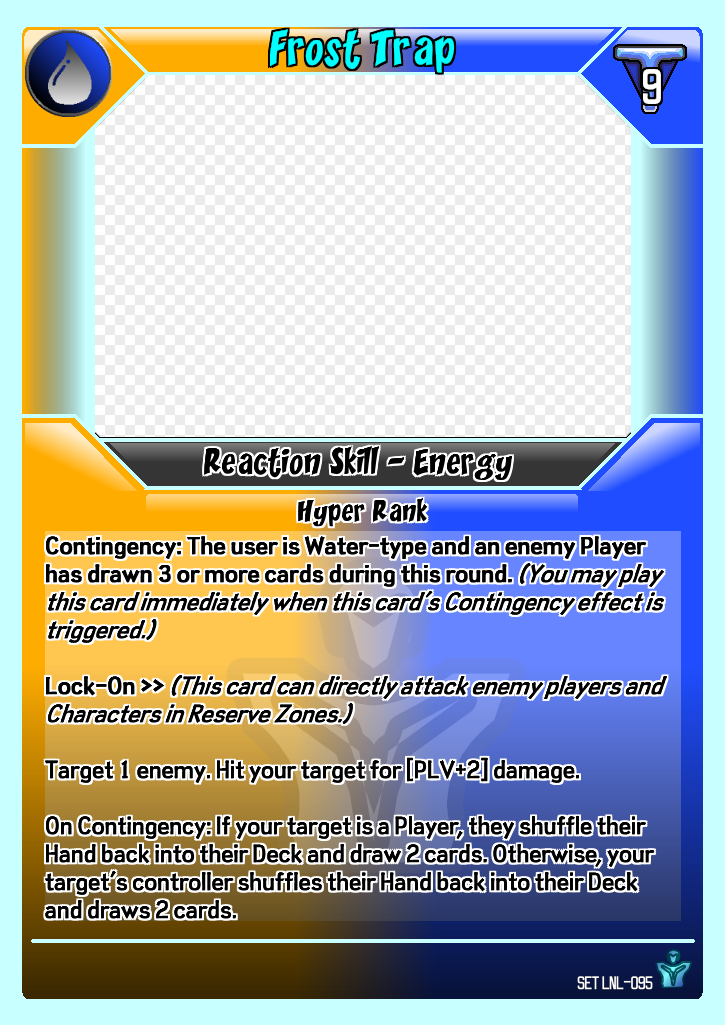 Frost Trap
9
Reaction Skill - Energy
Hyper Rank
Contingency: The user is Water-type and an enemy Player
has drawn 3 or more cards during this round. (You may play
this card immediately when this card's Contingency effect is
triggered.)
Lock-On >> (This card can directly attack enemy players and
Characters in Reserve Zones.)
Target 1 enemy. Hit your target for [PLV+2] damage.
On Contingency: If your target is a Player, they shuffle their
Hand back into their Deck and draw 2 cards. Otherwise, your
target's controller shuffles their Hand back into their Deck
and draws 2 cards.
SET LNL-095